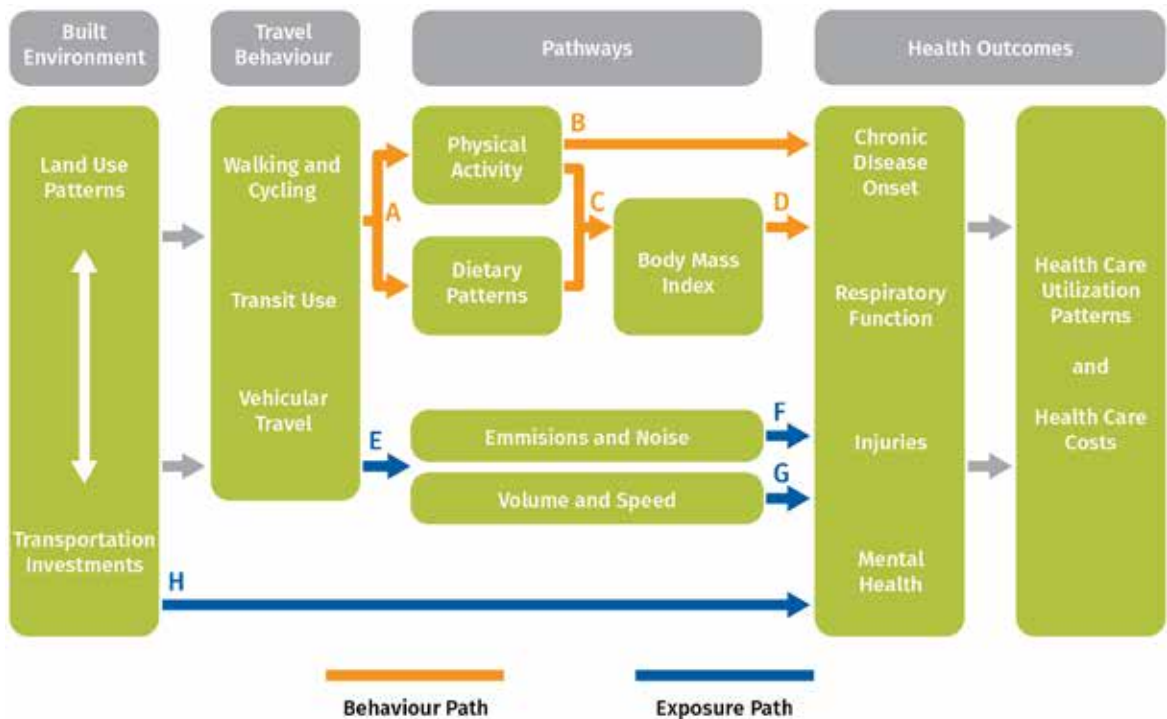 Built
Environment
Travel
Behaviour
Pathways
Health Outcomes
Land Use
Patterns
Transportation
Investments
Walking and
Cycling
Transit Use
Vehicular
Travel
A
B
C
D
E
F
G
H
Physical
Activity
Dietary
Patterns
Body Mass
Index
Emmisions and Noise
Volume and Speed
Chronic
Disease
Onset
Respiratory
Function
Injuries
Mental
Health
Health Care
Utilization
Patterns
and
Health Care
Costs
Behaviour Path
Exposure Path